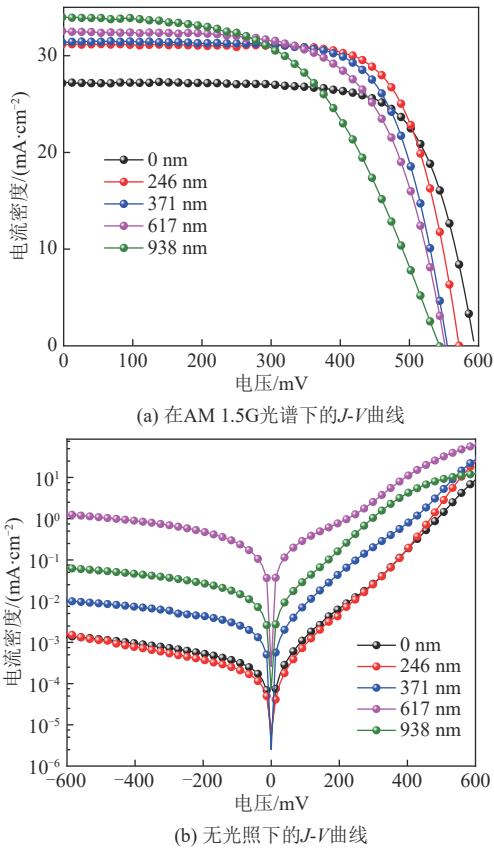 30
20
10
0
电流密度/(mA·cm⁻²)
0 nm
246 nm
371 nm
617 nm
938 nm
0 100 200 300 400 500 600
电压/mV
(a) 在AM 1.5G光谱下的J-V曲线
10¹
10⁰
10⁻¹
10⁻²
10⁻³
10⁻⁴
10⁻⁵
10⁻⁶
电流密度/(mA·cm⁻²)
0 nm
246 nm
371 nm
617 nm
938 nm
−600 −400 −200 0 200 400 600
电压/mV
(b) 无光照下的J-V曲线